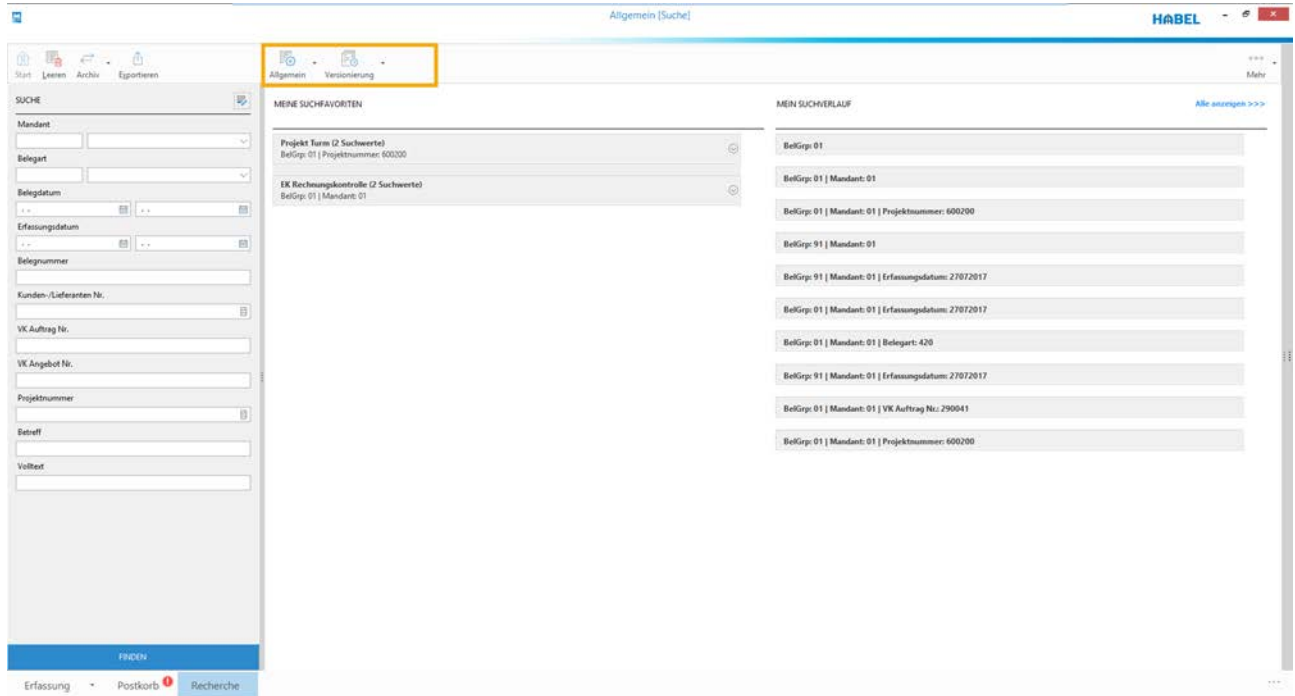 Allgemein [Suche]
HABEL
Start Leeren Archiv Exportieren
Allgemein Versionierung
Mehr
SUCHE
Mandant
Belegart
Belegdatum
Erfassungsdatum
Belegnummer
Kunden-/Lieferanten Nr.
VK Auftrag Nr.
VK Angebot Nr.
Projektnummer
Betreff
Volltext
FINDEN
MEINE SUCHFAVORITEN
Projekt Turm (2 Suchwerte)
BelGrp: 01 | Projektnummer: 600200
EK Rechnungskontrolle (2 Suchwerte)
BelGrp: 01 | Mandant: 01
MEIN SUCHVERLAUF
Alle anzeigen >>>
BelGrp: 01
BelGrp: 01 | Mandant: 01
BelGrp: 01 | Mandant: 01 | Projektnummer: 600200
BelGrp: 91 | Mandant: 01
BelGrp: 91 | Mandant: 01 | Erfassungsdatum: 27072017
BelGrp: 01 | Mandant: 01 | Erfassungsdatum: 27072017
BelGrp: 01 | Mandant: 01 | Belegart: 420
BelGrp: 91 | Mandant: 01 | Erfassungsdatum: 27072017
BelGrp: 01 | Mandant: 01 | VK Auftrag Nr.: 290041
BelGrp: 01 | Mandant: 01 | Projektnummer: 600200
Erfassung Postkorb Recherche